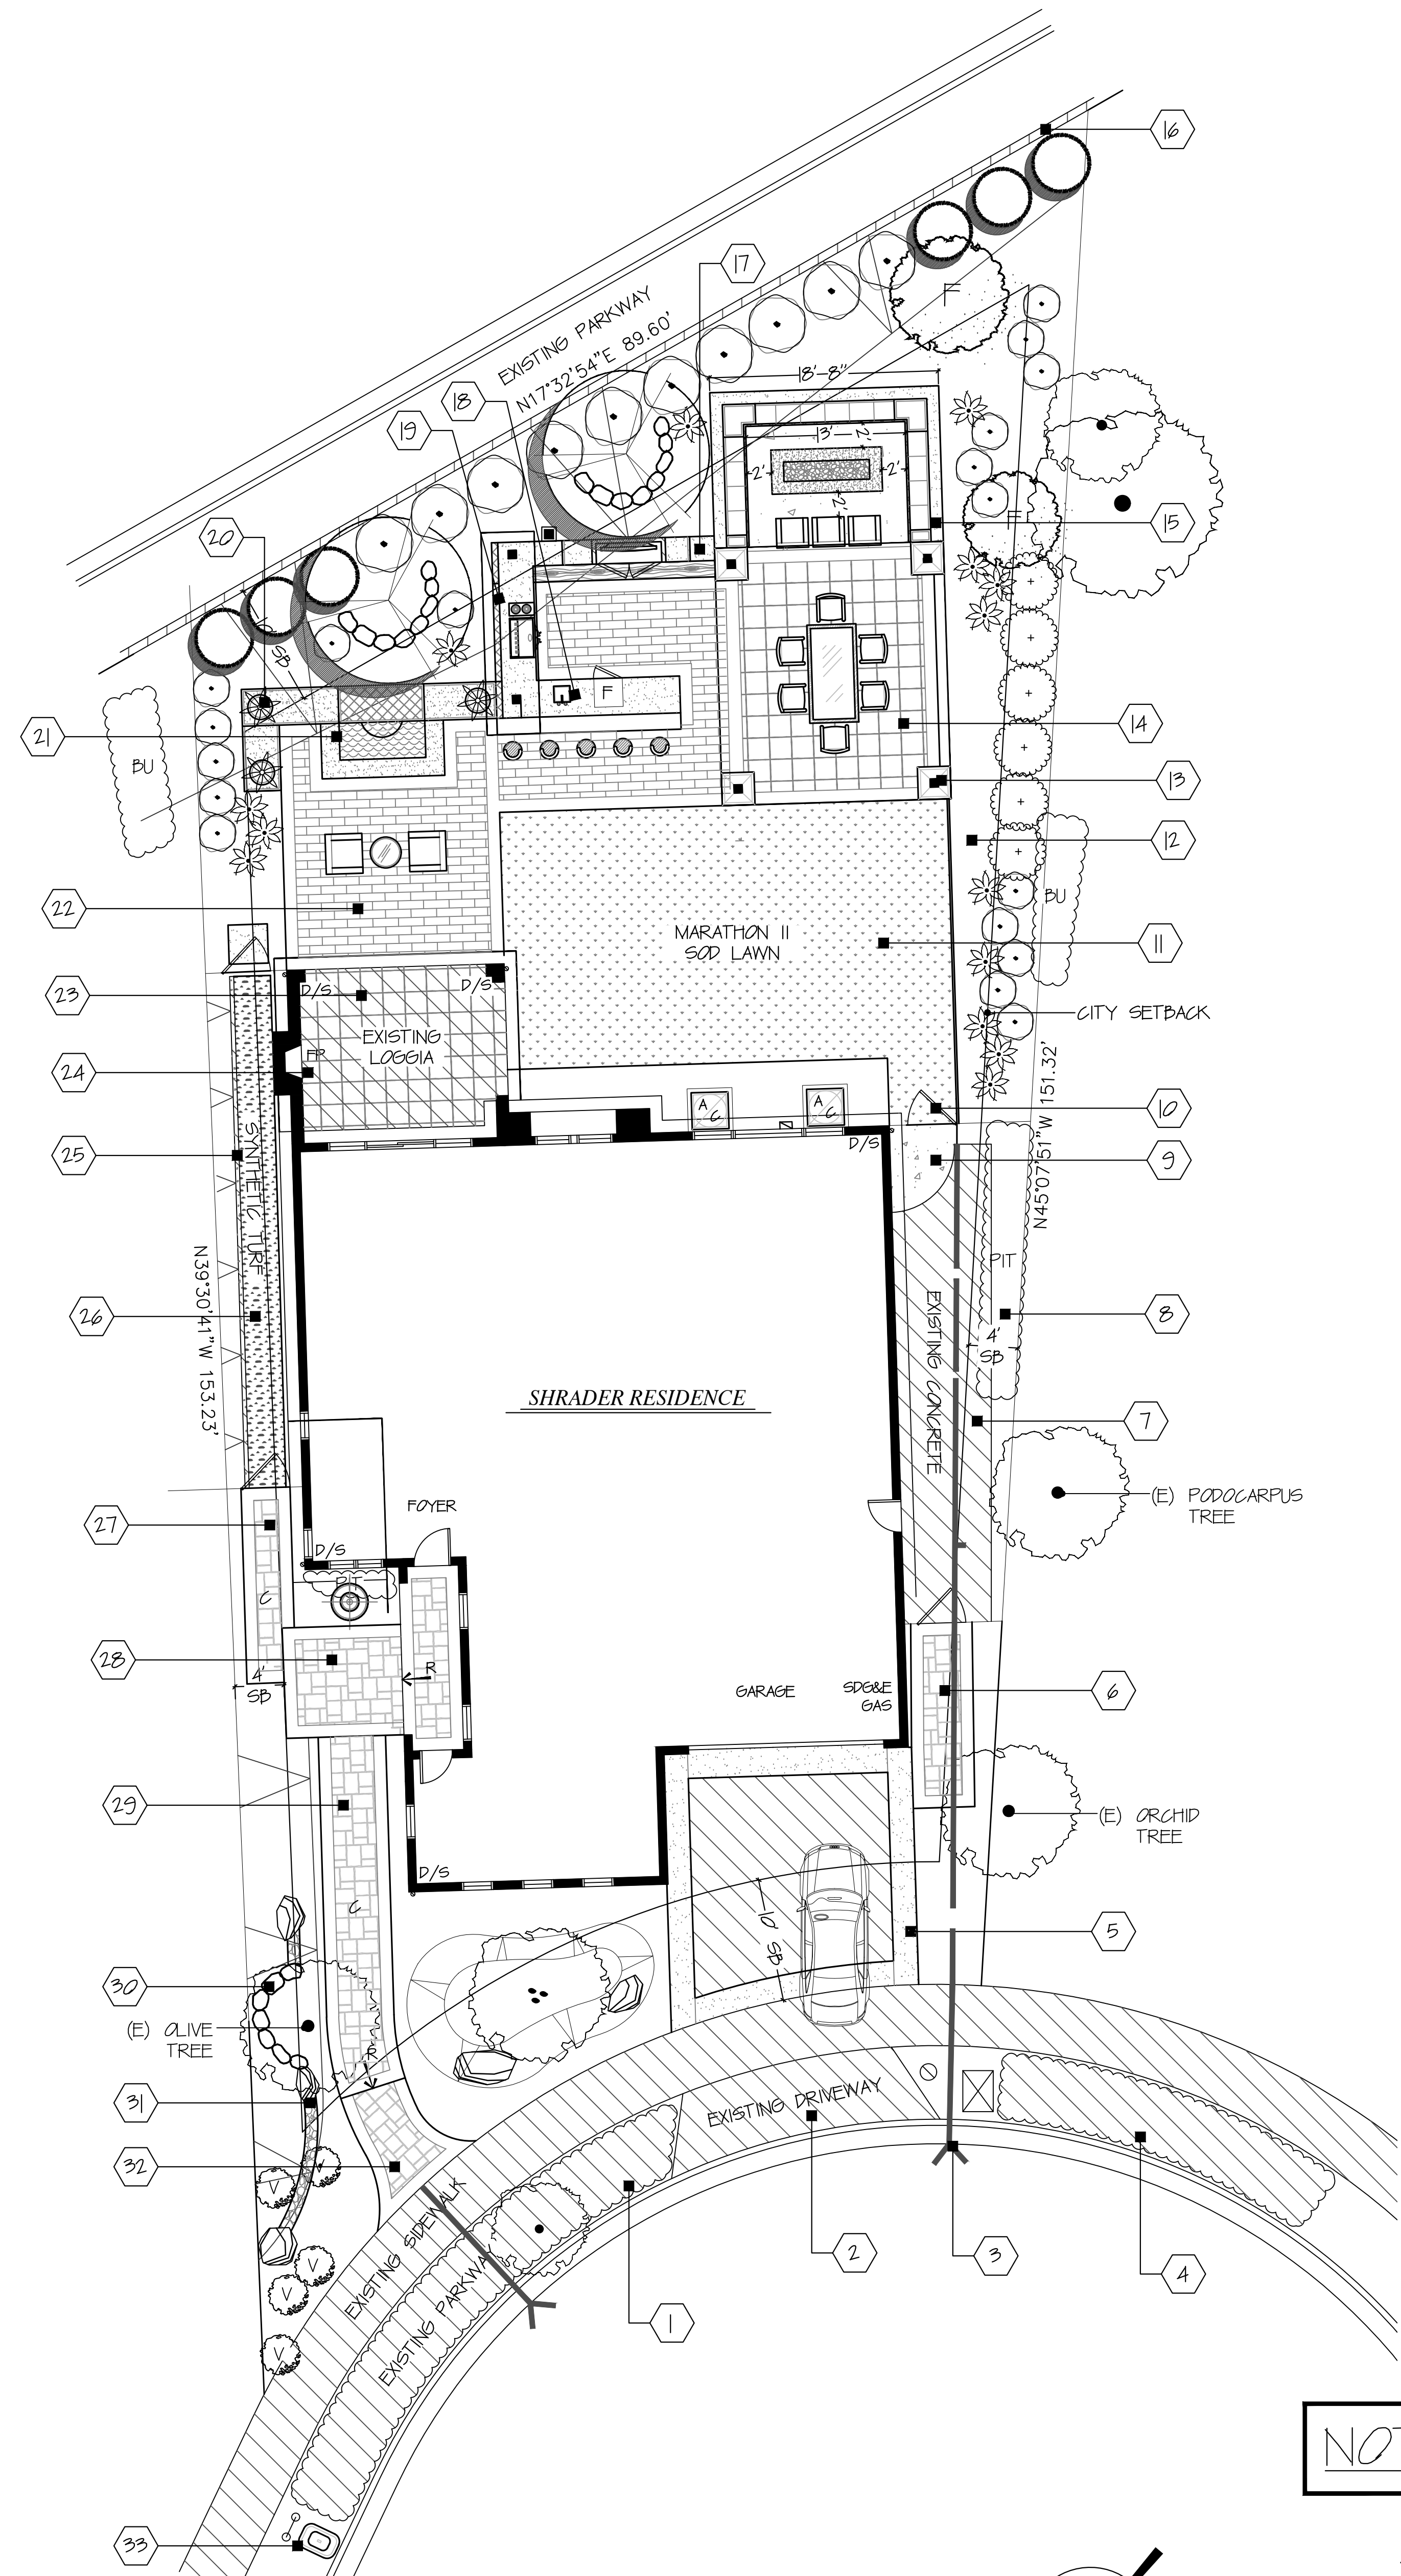 16
17
EXISTING PARKWAY
N17°32'54"E 89.60'
18
19
F
18'-8"
13'
2'
2'
2'
2'
F
15
20
SB
F
14
21
BU
13
12
22
BU
MARATHON II
SOD LAWN
11
23
D/S
D/S
CITY SETBACK
EXISTING
LOGGIA
FP
24
A/C
A/C
10
D/S
9
25
SYNTHETIC TURF
N45°07'51"W 151.32'
PIT
N39°30'41"W 153.23'
EXISTING CONCRETE
26
8
4'
SB
SHRADER RESIDENCE
7
FOYER
(E) PODOCARPUS
TREE
27
D/S
PIT
C
28
R
4'
SB
GARAGE
SDG&E
GAS
6
29
(E) ORCHID
TREE
D/S
C
10' SB
5
30
(E) OLIVE
TREE
R
31
EXISTING DRIVEWAY
32
V
V
EXISTING SIDEWALK
EXISTING PARKWA
V
V
V
1
2
3
4
NOT
33